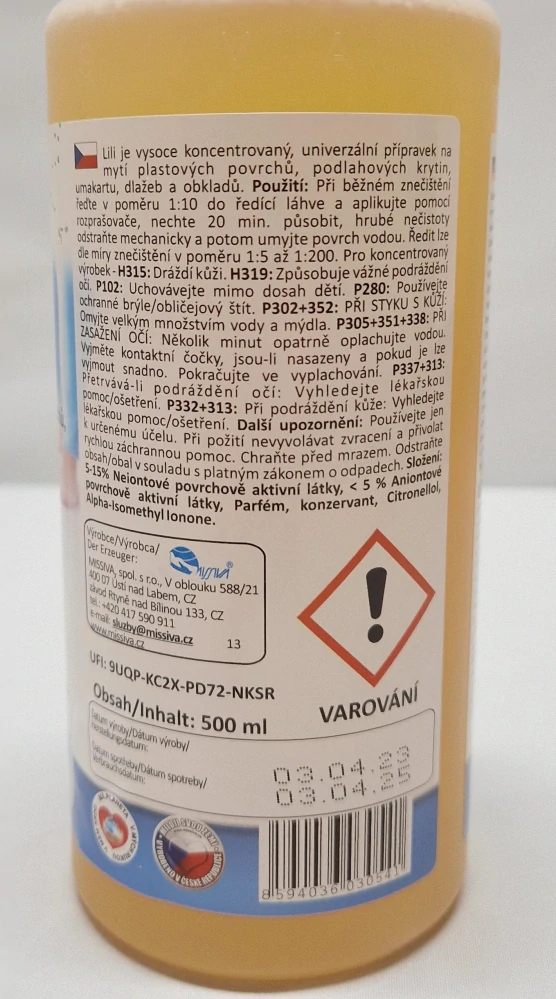 Lili je vysoce koncentrovaný, univerzální přípravek na
mytí plastových povrchů, podlahových krytin,
umakartu, dlažeb a obkladů. Použití: Při běžném znečištění
řeďte v poměru 1:10 do ředící láhve a aplikujte pomocí
rozprašovače, nechte 20 min. působit, hrubé nečistoty
odstraňte mechanicky a potom umyjte povrch vodou. Ředit lze
dle míry znečištění v poměru 1:5 až 1:200. Pro koncentrovaný
výrobek - H315: Dráždí kůži. H319: Způsobuje vážné podráždění
očí. P102: Uchovávejte mimo dosah dětí. P280: Používejte
ochranné brýle/obličejový štít. P302+352: PŘI STYKU S KŮŽÍ:
Omyjte velkým množstvím vody a mýdla. P305+351+338: PŘI
ZASAŽENÍ OČÍ: Několik minut opatrně oplachujte vodou.
Vyjměte kontaktní čočky, jsou-li nasazeny a pokud je lze
vyjmout snadno. Pokračujte ve vyplachování. P337+313:
Přetrvává-li podráždění očí: Vyhledejte lékařskou
pomoc/ošetření. P332+313: Při podráždění kůže: Vyhledejte
lékařskou pomoc/ošetření. Další upozornění: Používejte jen
k určenému účelu. Při požití nevyvolávat zvracení a přivolat
rychlou záchrannou pomoc. Chraňte před mrazem. Odstraňte
obsah/obal v souladu s platným zákonem o odpadech. Složení:
5-15% Neiontové povrchově aktivní látky, < 5 % Aniontové
povrchově aktivní látky, Parfém, konzervant, Citronellol,
Alpha-Isomethyl Ionone.
Výrobce/Výrobca/
Der Erzeuger:
MISSIVA®
MISSIVA, spol. s r.o., V oblouku 588/21
400 07 Ústí nad Labem, CZ
závod Rtyně nad Bílinou 133, CZ
tel.: +420 417 590 911
e-mail: sluzby@missiva.cz
www.missiva.cz
13
UFI: 9UQP-KC2X-PD72-NKSR
Obsah/Inhalt: 500 ml
VAROVÁNÍ
Datum výroby/Dátum výroby/
Herstellungsdatum:
03.04.23
Datum spotřeby/Dátum spotreby/
Verbrauchsdatum:
03.04.25
VYROBENO V ČESKÉ REPUBLICE
8594036030541